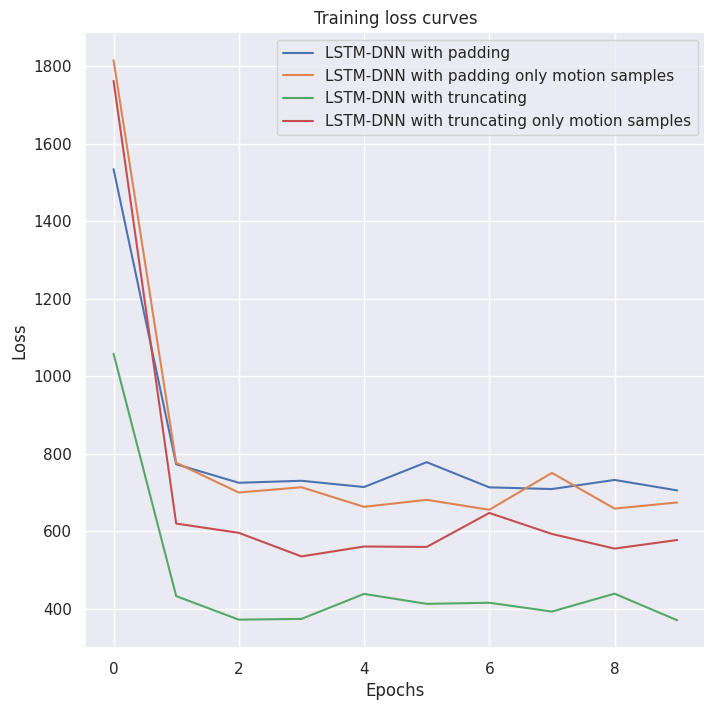 Training loss curves
LSTM-DNN with padding
LSTM-DNN with padding only motion samples
LSTM-DNN with truncating
LSTM-DNN with truncating only motion samples
Loss
1800
1600
1400
1200
1000
800
600
400
0 2 4 6 8
Epochs